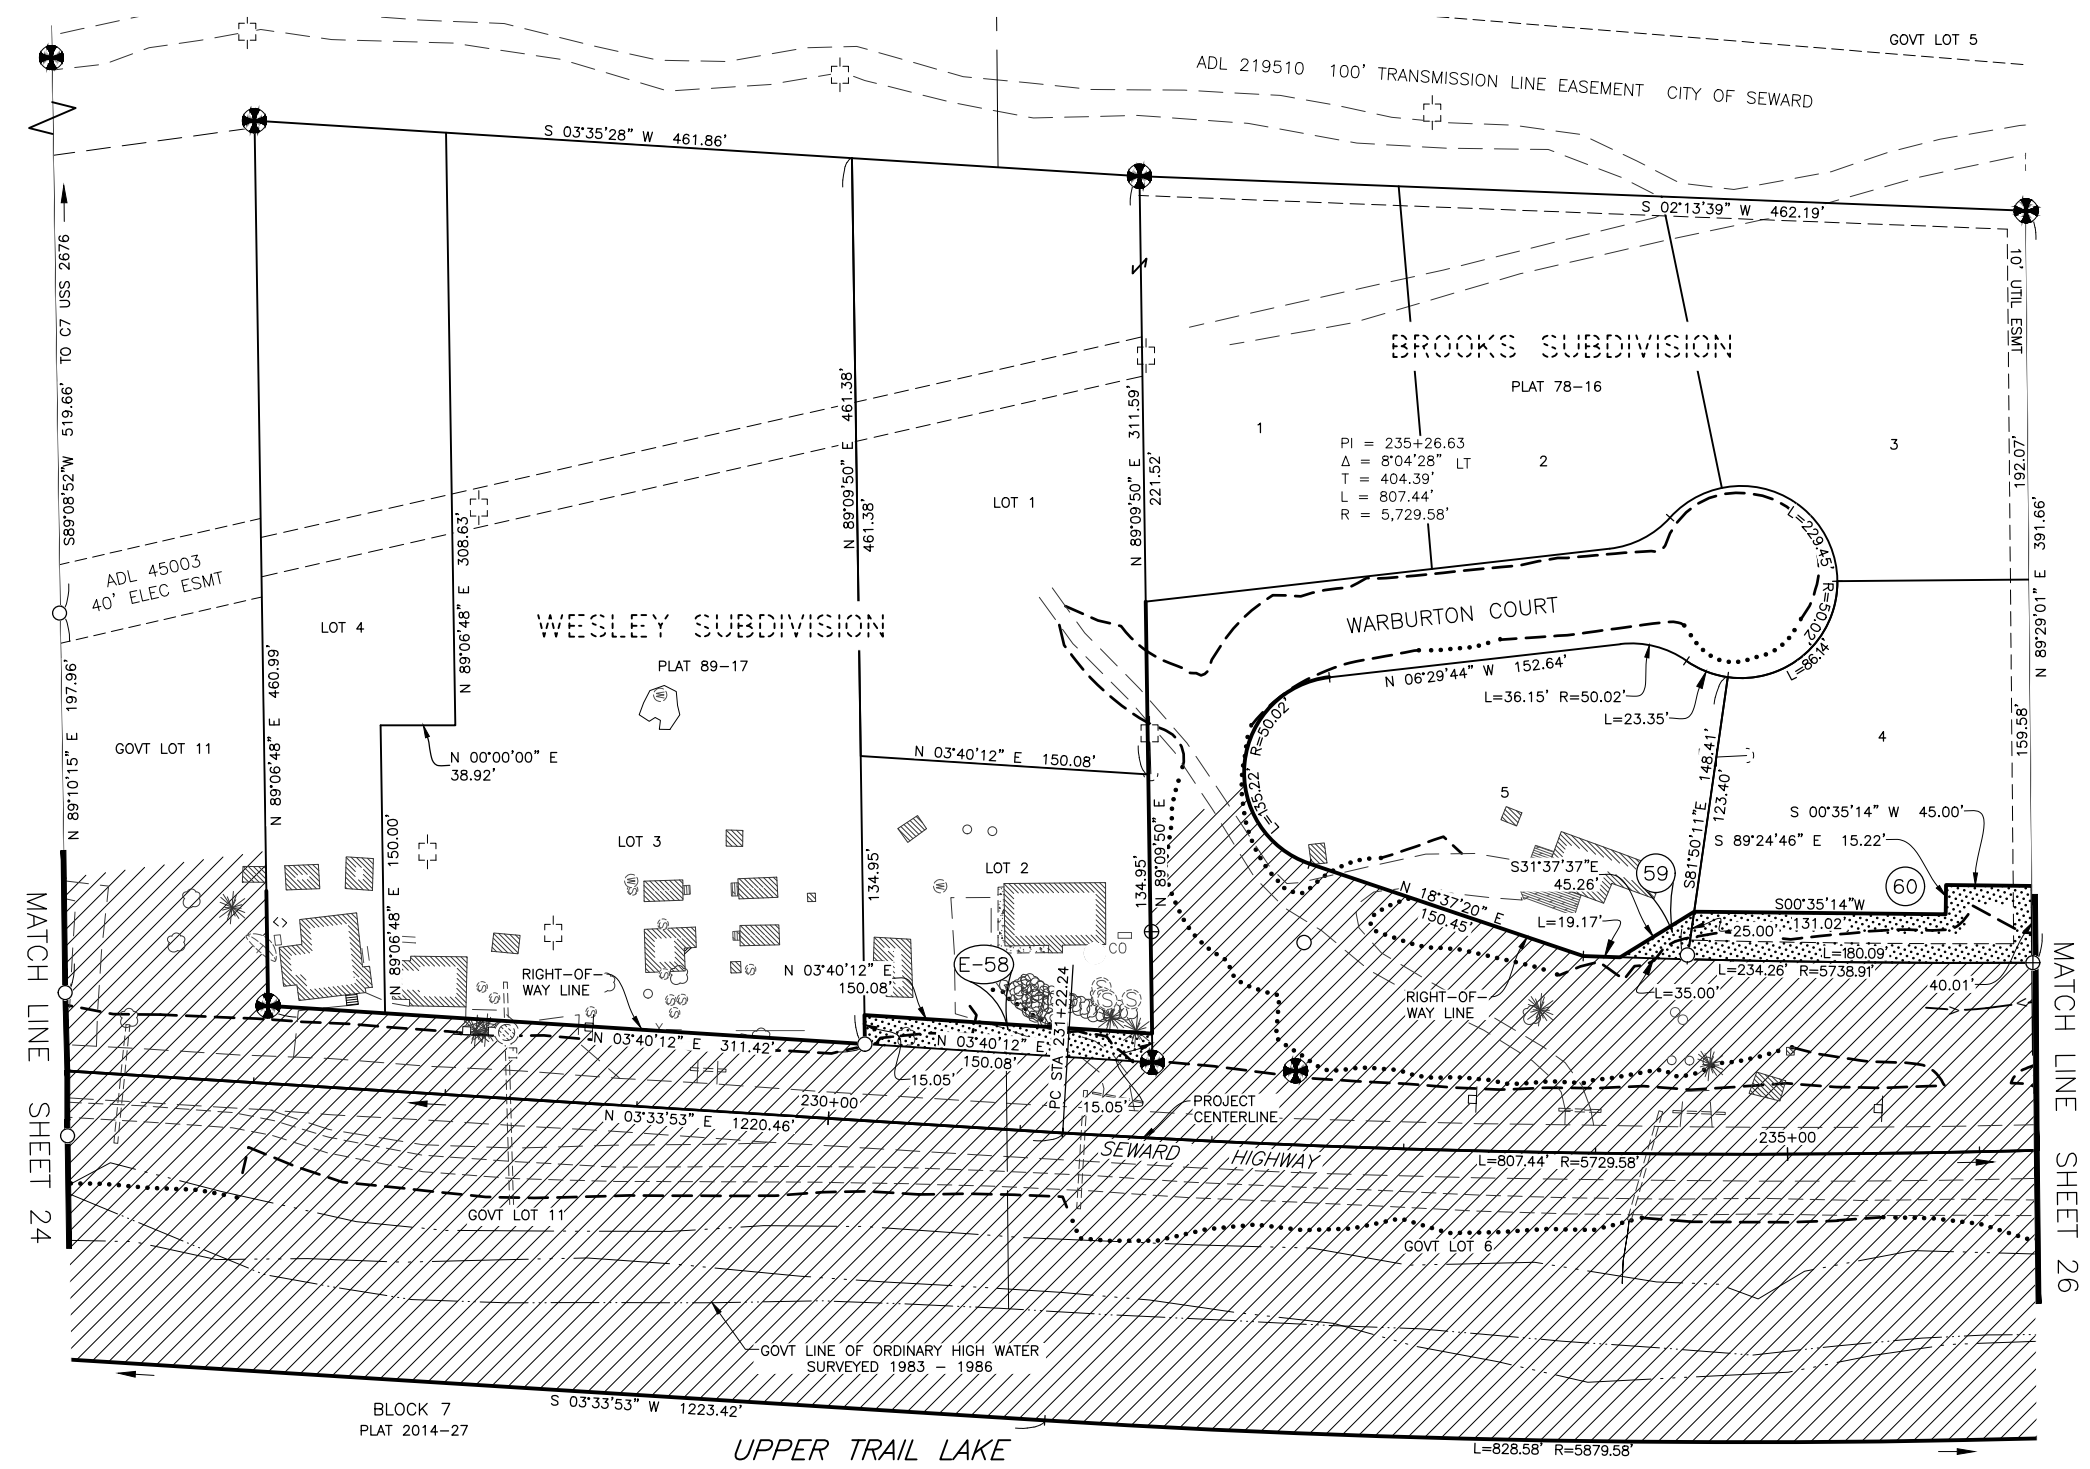 GOVT LOT 5
ADL 219510 100' TRANSMISSION LINE EASEMENT CITY OF SEWARD
S 03°35'28" W 461.86'
S 02°13'39" W 462.19'
S89°08'52"W 519.66' TO C7 USS 2676
10' UTIL ESMT
BROOKS SUBDIVISION
PLAT 78-16
N 89°09'50" E 461.38'
461.38'
N 89°09'50" E 311.59'
221.52'
1
PI = 235+26.63
Δ = 8°04'28" LT
T = 404.39'
L = 807.44'
R = 5,729.58'
2
3
192.07'
N 89°29'01" E 391.66'
LOT 1
ADL 45003
40' ELEC ESMT
N 89°06'48" E 308.63'
LOT 4
WESLEY SUBDIVISION
PLAT 89-17
W
WARBURTON COURT
L=229.45' R=50.02'
L=86.14'
N 06°29'44" W 152.64'
L=36.15' R=50.02'
L=23.35'
N 89°10'15" E 197.96'
N 89°06'48" E 460.99'
GOVT LOT 11
N 00°00'00" E
38.92'
N 03°40'12" E 150.08'
L=135.22' R=50.02'
148.41'
S81°50'11"E 123.40'
4
159.58'
5
S 00°35'14" W 45.00'
S 89°24'46" E 15.22'
N 89°06'48" E 150.00'
LOT 3
WS
S
134.95'
LOT 2
W
134.95'
N 89°09'50" E
S31°37'37"E
45.26'
59
60
N 18°37'20" E
150.45'
L=19.17'
S00°35'14"W
131.02'
25.00'
L=180.09'
L=234.26' R=5738.91'
L=35.00'
40.01'
CO
E-58
N 03°40'12" E
150.08'
RIGHT-OF-
WAY LINE
RIGHT-OF-
WAY LINE
S
S
S
N 03°40'12" E 311.42'
N 03°40'12" E
150.08'
15.05'
15.05'
PC STA 231+22.24
PROJECT
CENTERLINE
230+00
N 03°33'53" E 1220.46'
SEWARD HIGHWAY
235+00
L=807.44' R=5729.58'
GOVT LOT 11
GOVT LOT 6
GOVT LINE OF ORDINARY HIGH WATER
SURVEYED 1983 - 1986
S 03°33'53" W 1223.42'
BLOCK 7
PLAT 2014-27
UPPER TRAIL LAKE
L=828.58' R=5879.58'
MATCH LINE SHEET 24
MATCH LINE SHEET 26